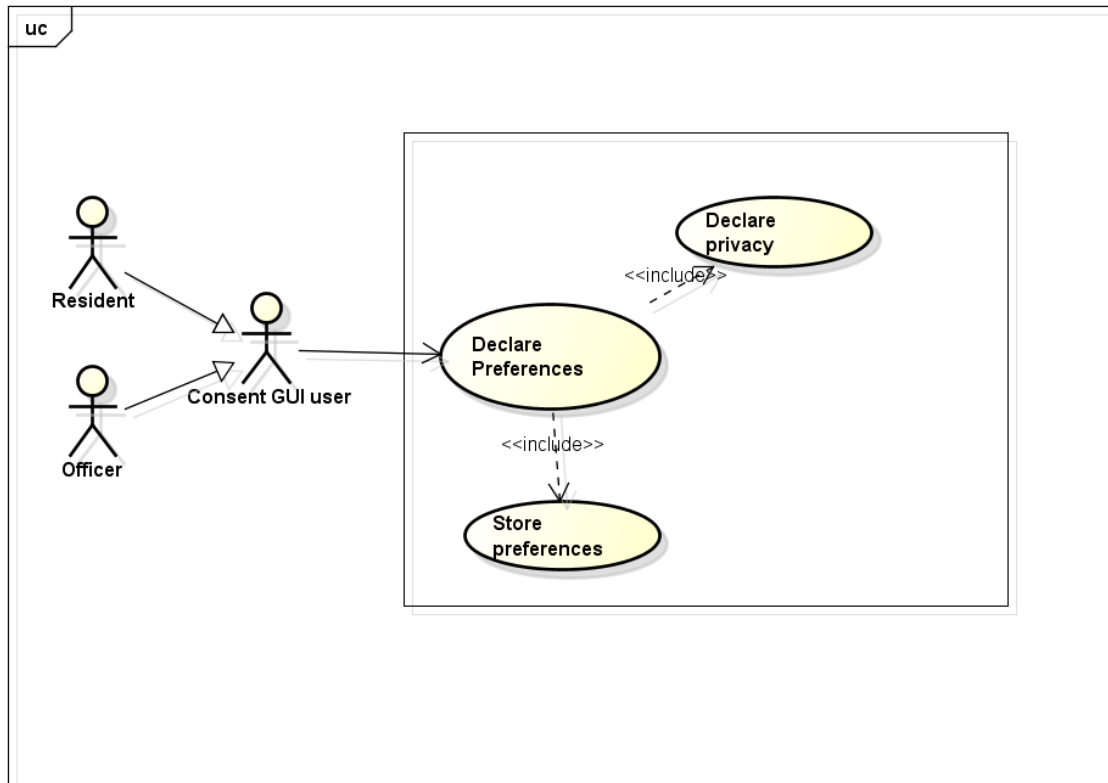 uc
Declare
privacy
<<include>>
Resident
Declare
Preferences
Consent GUI user
<<include>>
Officer
Store
preferences